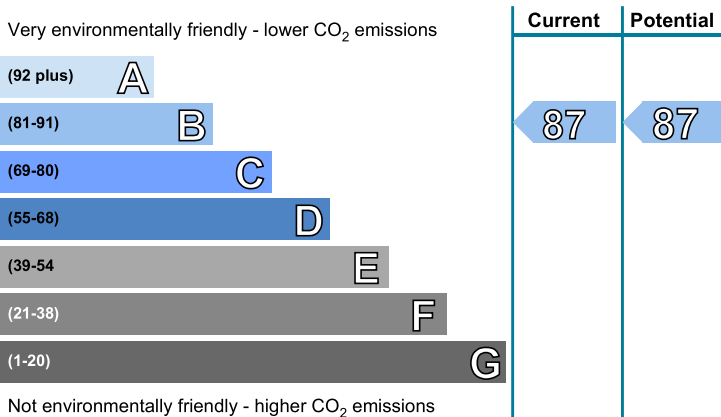 Very environmentally friendly - lower CO2 emissions
Current
Potential
(92 plus) A
(81-91) B
87
87
(69-80) C
(55-68) D
(39-54 E
(21-38) F
(1-20) G
Not environmentally friendly - higher CO2 emissions